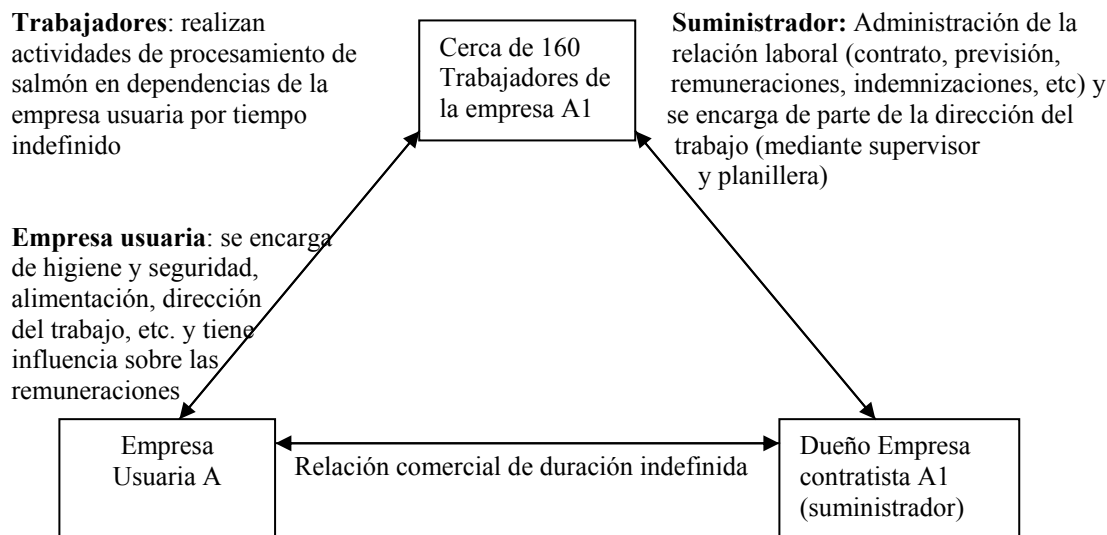 Trabajadores: realizan
actividades de procesamiento de
salmón en dependencias de la
empresa usuaria por tiempo
indefinido
Cerca de 160
Trabajadores de
la empresa A1
Suministrador: Administración de la
relación laboral (contrato, previsión,
remuneraciones, indemnizaciones, etc) y
se encarga de parte de la dirección del
trabajo (mediante supervisor
y planillera)
Empresa usuaria: se encarga
de higiene y seguridad,
alimentación, dirección
del trabajo, etc. y tiene
influencia sobre las
remuneraciones
Empresa
Usuaria A
Relación comercial de duración indefinida
Dueño Empresa
contratista A1
(suministrador)